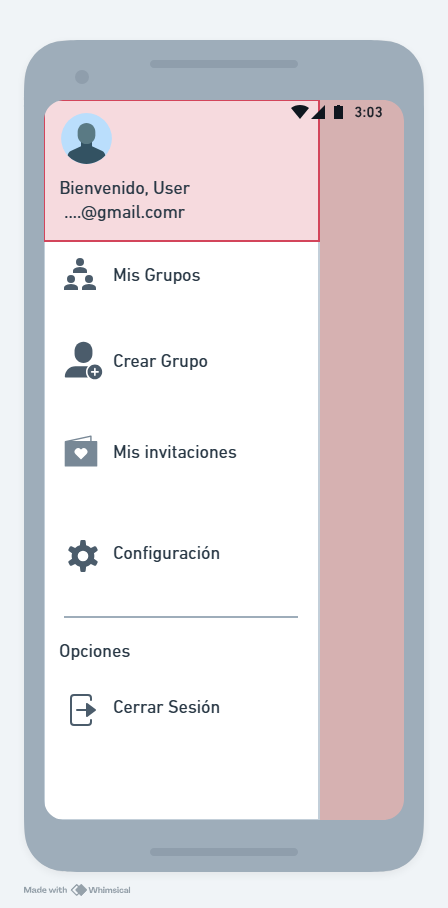 3:03
Bienvenido, User
....@gmail.comr
Mis Grupos
Crear Grupo
Mis invitaciones
Configuración
Opciones
Cerrar Sesión
Made with Whimsical